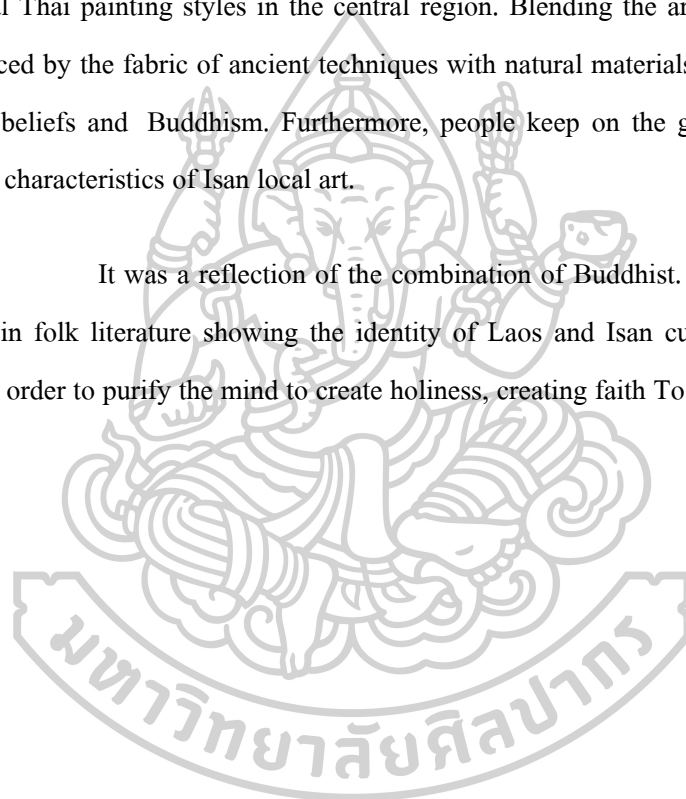 l Thai painting styles in the central region. Blending the ar
ced by the fabric of ancient techniques with natural materials
beliefs and Buddhism. Furthermore, people keep on the g
characteristics of Isan local art.
It was a reflection of the combination of Buddhist.
in folk literature showing the identity of Laos and Isan cu
order to purify the mind to create holiness, creating faith To
มหาวิทยาลัยศิลปากร